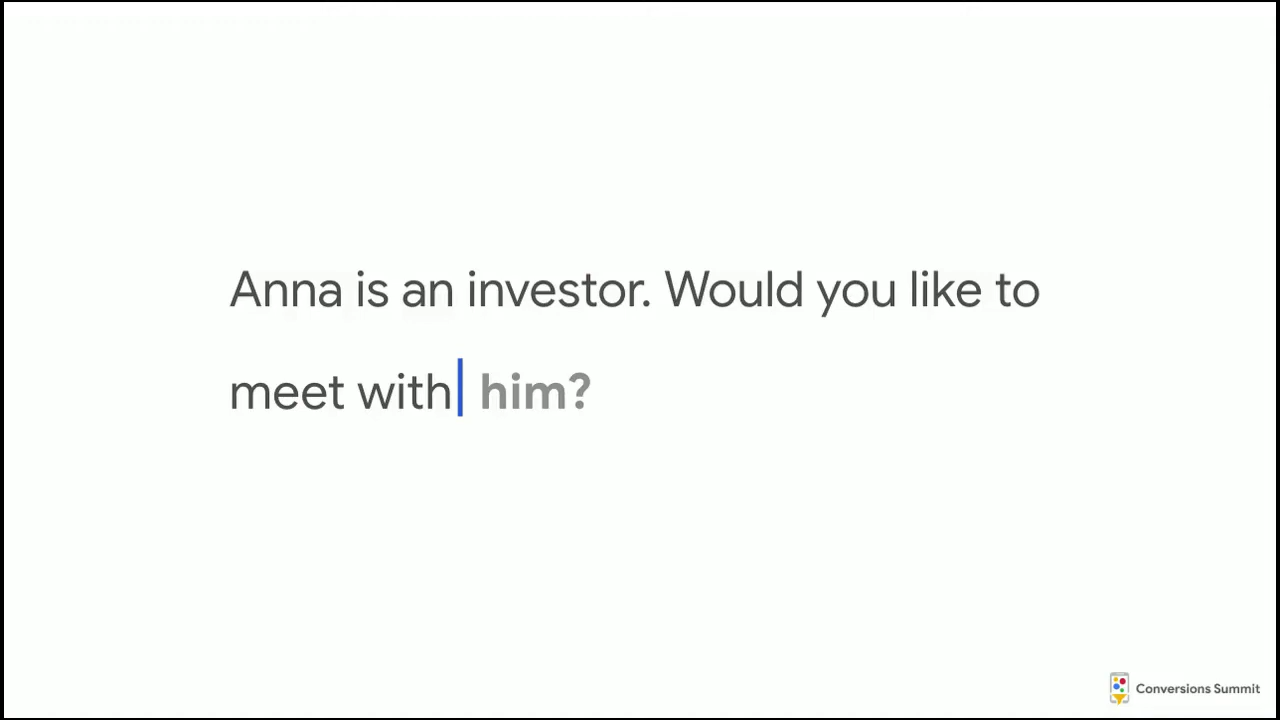 Anna is an investor. Would you like to
meet with him?
Conversions Summit